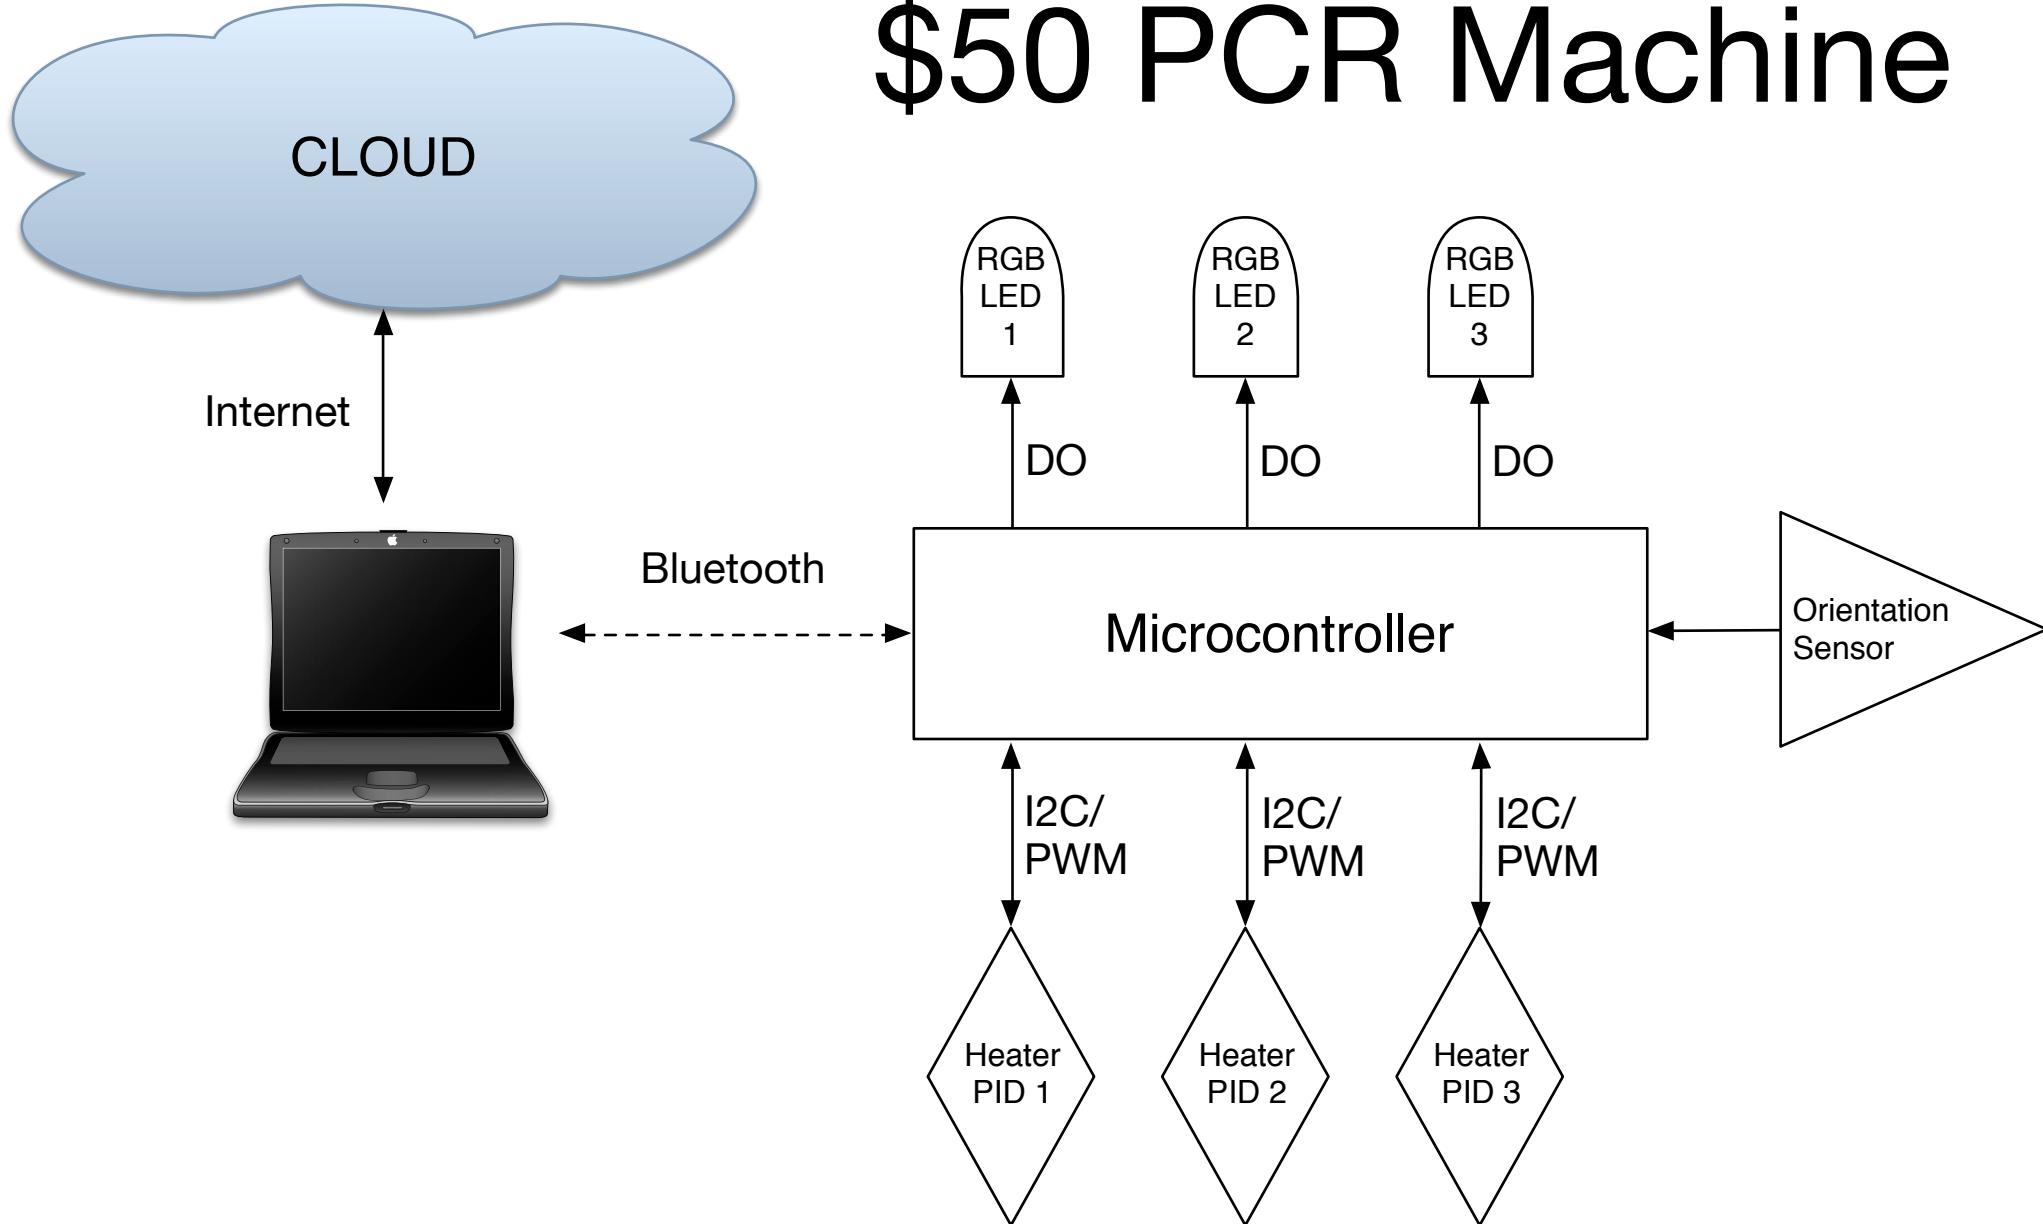 $50 PCR Machine
CLOUD
Internet
Bluetooth
RGB
LED
1
RGB
LED
2
RGB
LED
3
DO
DO
DO
Microcontroller
Orientation
Sensor
I2C/
PWM
I2C/
PWM
I2C/
PWM
Heater
PID 1
Heater
PID 2
Heater
PID 3